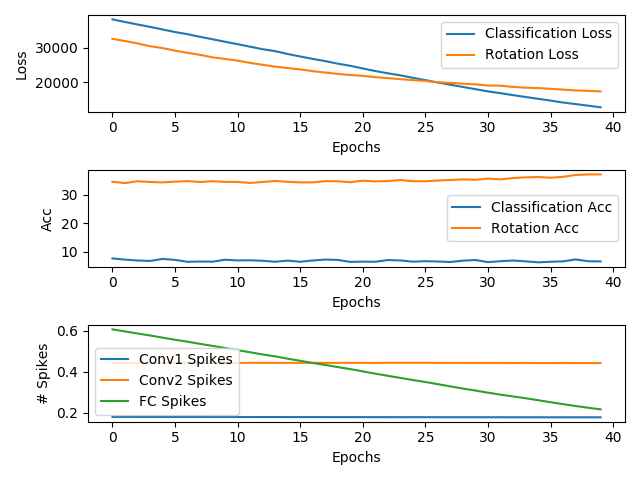 Loss
30000
20000
Classification Loss
Rotation Loss
0 5 10 15 20 25 30 35 40
Epochs
Acc
30
20
10
Classification Acc
Rotation Acc
0 5 10 15 20 25 30 35 40
Epochs
# Spikes
0.6
0.4
0.2
Conv1 Spikes
Conv2 Spikes
FC Spikes
0 5 10 15 20 25 30 35 40
Epochs